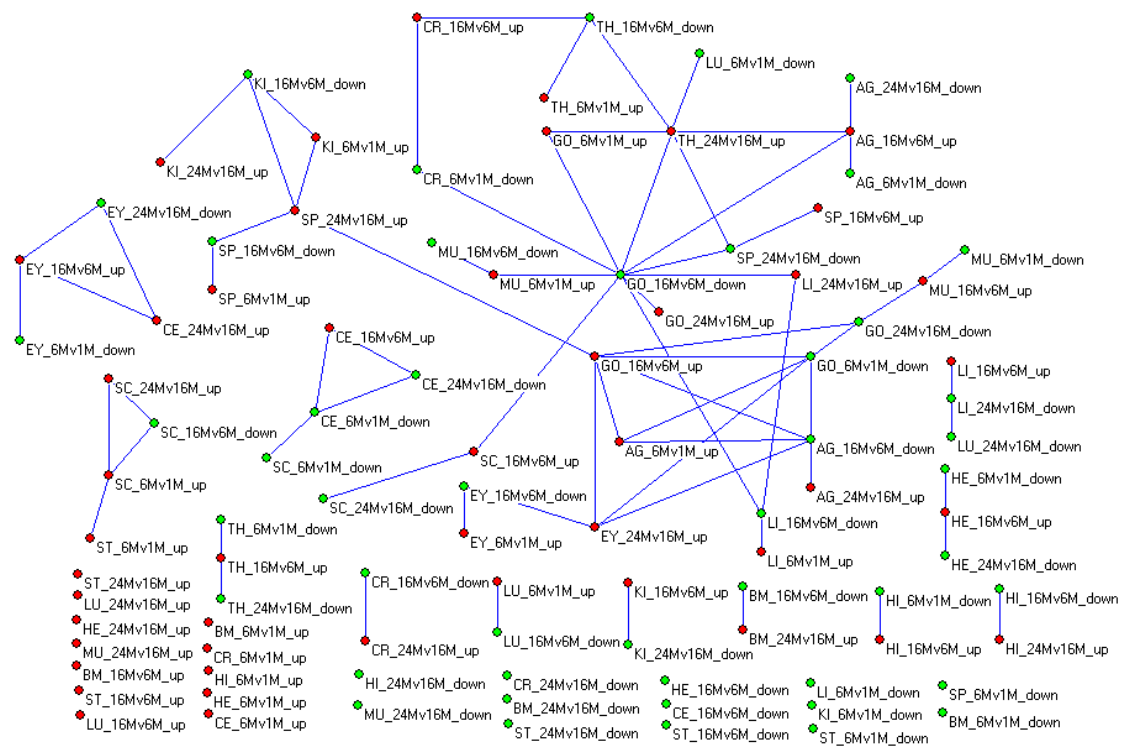 CR_16Mv6M_up
TH_16Mv6M_down
LU_6Mv1M_down
KI_16Mv6M_down
AG_24Mv16M_down
TH_6Mv1M_up
GO_6Mv1M_up
TH_24Mv16M_up
AG_16Mv6M_up
KI_6Mv1M_up
KI_24Mv16M_up
CR_6Mv1M_down
AG_6Mv1M_down
EY_24Mv16M_down
SP_24Mv16M_up
SP_16Mv6M_up
SP_16Mv6M_down
MU_16Mv6M_down
SP_24Mv16M_down
MU_6Mv1M_down
EY_16Mv6M_up
MU_6Mv1M_up
GO_16Mv6M_down
LI_24Mv16M_up
MU_16Mv6M_up
SP_6Mv1M_up
GO_24Mv16M_up
CE_24Mv16M_up
GO_24Mv16M_down
CE_16Mv6M_up
EY_6Mv1M_down
GO_16Mv6M_up
GO_6Mv1M_down
LI_16Mv6M_up
SC_24Mv16M_up
CE_24Mv16M_down
LI_24Mv16M_down
CE_6Mv1M_down
SC_16Mv6M_down
AG_6Mv1M_up
AG_16Mv6M_down
LU_24Mv16M_down
SC_6Mv1M_down
SC_16Mv6M_up
SC_6Mv1M_up
HE_6Mv1M_down
SC_24Mv16M_down
EY_16Mv6M_down
AG_24Mv16M_up
HE_16Mv6M_up
LI_16Mv6M_down
TH_6Mv1M_down
EY_24Mv16M_up
ST_6Mv1M_up
EY_6Mv1M_up
LI_6Mv1M_up
HE_24Mv16M_down
TH_16Mv6M_up
ST_24Mv16M_up
CR_16Mv6M_down
LU_6Mv1M_up
KI_16Mv6M_up
BM_16Mv6M_down
HI_6Mv1M_down
HI_16Mv6M_down
LU_24Mv16M_up
TH_24Mv16M_down
HE_24Mv16M_up
BM_6Mv1M_up
LU_16Mv6M_down
BM_24Mv16M_up
CR_24Mv16M_up
KI_24Mv16M_down
HI_16Mv6M_up
HI_24Mv16M_up
MU_24Mv16M_up
CR_6Mv1M_up
BM_16Mv6M_up
HI_6Mv1M_up
HI_24Mv16M_down
CR_24Mv16M_down
HE_16Mv6M_down
LI_6Mv1M_down
SP_6Mv1M_down
ST_16Mv6M_up
HE_6Mv1M_up
MU_24Mv16M_down
BM_24Mv16M_down
CE_16Mv6M_down
KI_6Mv1M_down
BM_6Mv1M_down
LU_16Mv6M_up
CE_6Mv1M_up
ST_24Mv16M_down
ST_16Mv6M_down
ST_6Mv1M_down